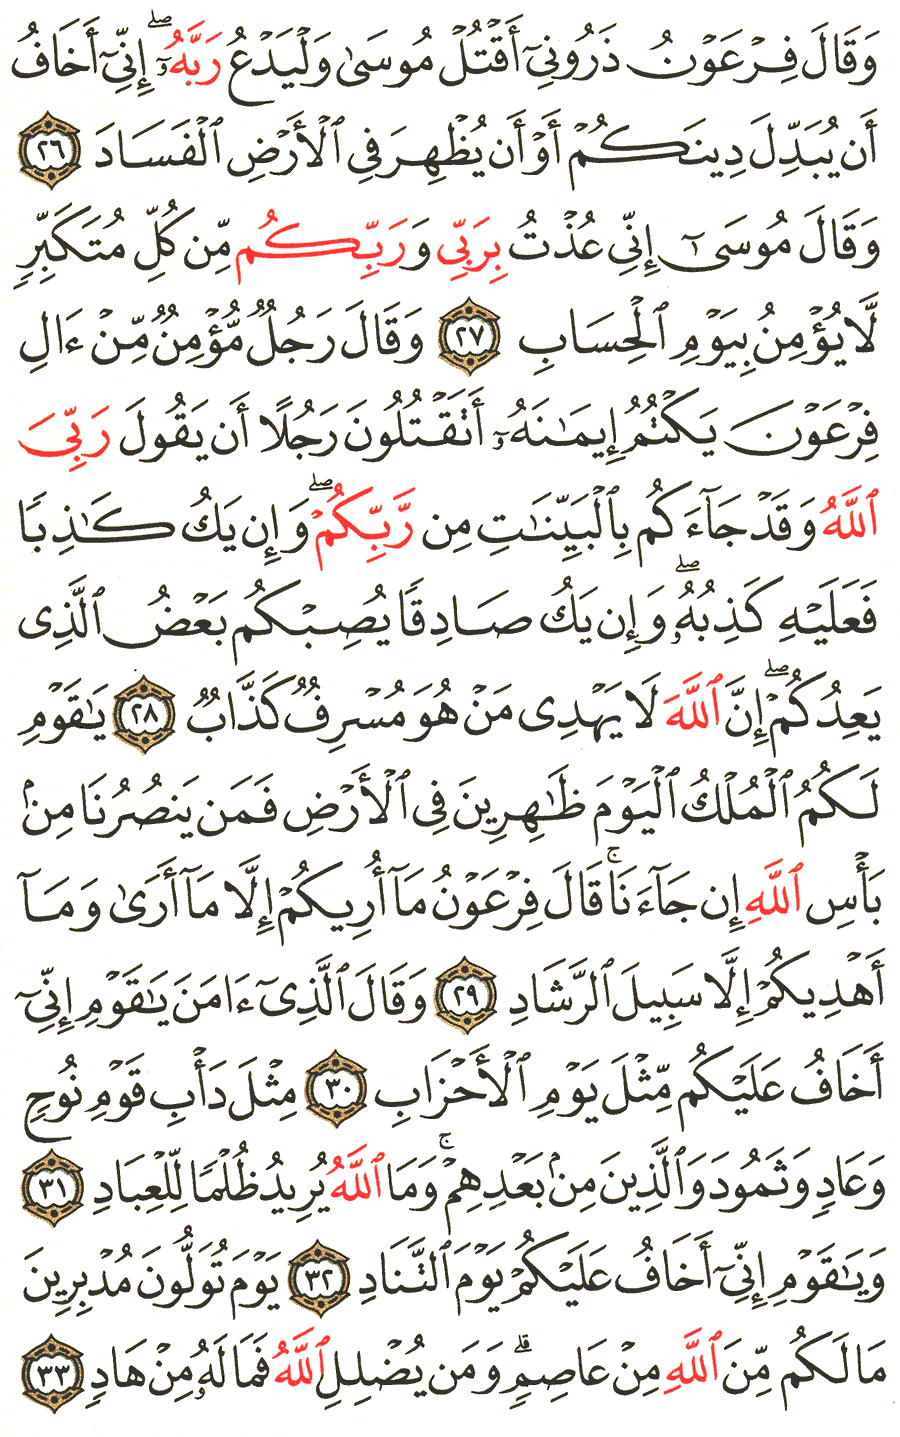 وَقَالَ فِرْعَوْنُ ذَرُونِىٓ أَقْتُلْ مُوسَىٰ وَلْيَدْعُ رَبَّهُۥٓ ۖ إِنِّىٓ أَخَافُ
أَن يُبَدِّلَ دِينَكُمْ أَوْ أَن يُظْهِرَ فِى ٱلْأَرْضِ ٱلْفَسَادَ ٢٦
وَقَالَ مُوسَىٰٓ إِنِّى عُذْتُ بِرَبِّى وَرَبِّكُم مِّن كُلِّ مُتَكَبِّرٍ
لَّا يُؤْمِنُ بِيَوْمِ ٱلْحِسَابِ ٢٧ وَقَالَ رَجُلٌ مُّؤْمِنٌ مِّنْ ءَالِ
فِرْعَوْنَ يَكْتُمُ إِيمَٰنَهُۥٓ أَتَقْتُلُونَ رَجُلًا أَن يَقُولَ رَبِّىَ
ٱللَّهُ وَقَدْ جَآءَكُم بِٱلْبَيِّنَٰتِ مِن رَّبِّكُمْ ۖ وَإِن يَكُ كَٰذِبًا
فَعَلَيْهِ كَذِبُهُۥ ۖ وَإِن يَكُ صَادِقًا يُصِبْكُم بَعْضُ ٱلَّذِى
يَعِدُكُمْ ۖ إِنَّ ٱللَّهَ لَا يَهْدِى مَنْ هُوَ مُسْرِفٌ كَذَّابٌ ٢٨ يَٰقَوْمِ
لَكُمُ ٱلْمُلْكُ ٱلْيَوْمَ ظَٰهِرِينَ فِى ٱلْأَرْضِ فَمَن يَنصُرُنَا مِنۢ
بَأْسِ ٱللَّهِ إِن جَآءَنَا ۚ قَالَ فِرْعَوْنُ مَآ أُرِيكُمْ إِلَّا مَآ أَرَىٰ وَمَآ
أَهْدِيكُمْ إِلَّا سَبِيلَ ٱلرَّشَادِ ٢٩ وَقَالَ ٱلَّذِىٓ ءَامَنَ يَٰقَوْمِ إِنِّىٓ
أَخَافُ عَلَيْكُم مِّثْلَ يَوْمِ ٱلْأَحْزَابِ ٣٠ مِثْلَ دَأْبِ قَوْمِ نُوحٍ
وَعَادٍ وَثَمُودَ وَٱلَّذِينَ مِنۢ بَعْدِهِمْ ۚ وَمَا ٱللَّهُ يُرِيدُ ظُلْمًا لِّلْعِبَادِ ٣١
وَيَٰقَوْمِ إِنِّىٓ أَخَافُ عَلَيْكُمْ يَوْمَ ٱلتَّنَادِ ٣٢ يَوْمَ تُوَلُّونَ مُدْبِرِينَ
مَا لَكُم مِّنَ ٱللَّهِ مِنْ عَاصِمٍ ۗ وَمَن يُضْلِلِ ٱللَّهُ فَمَا لَهُۥ مِنْ هَادٍ ٣٣